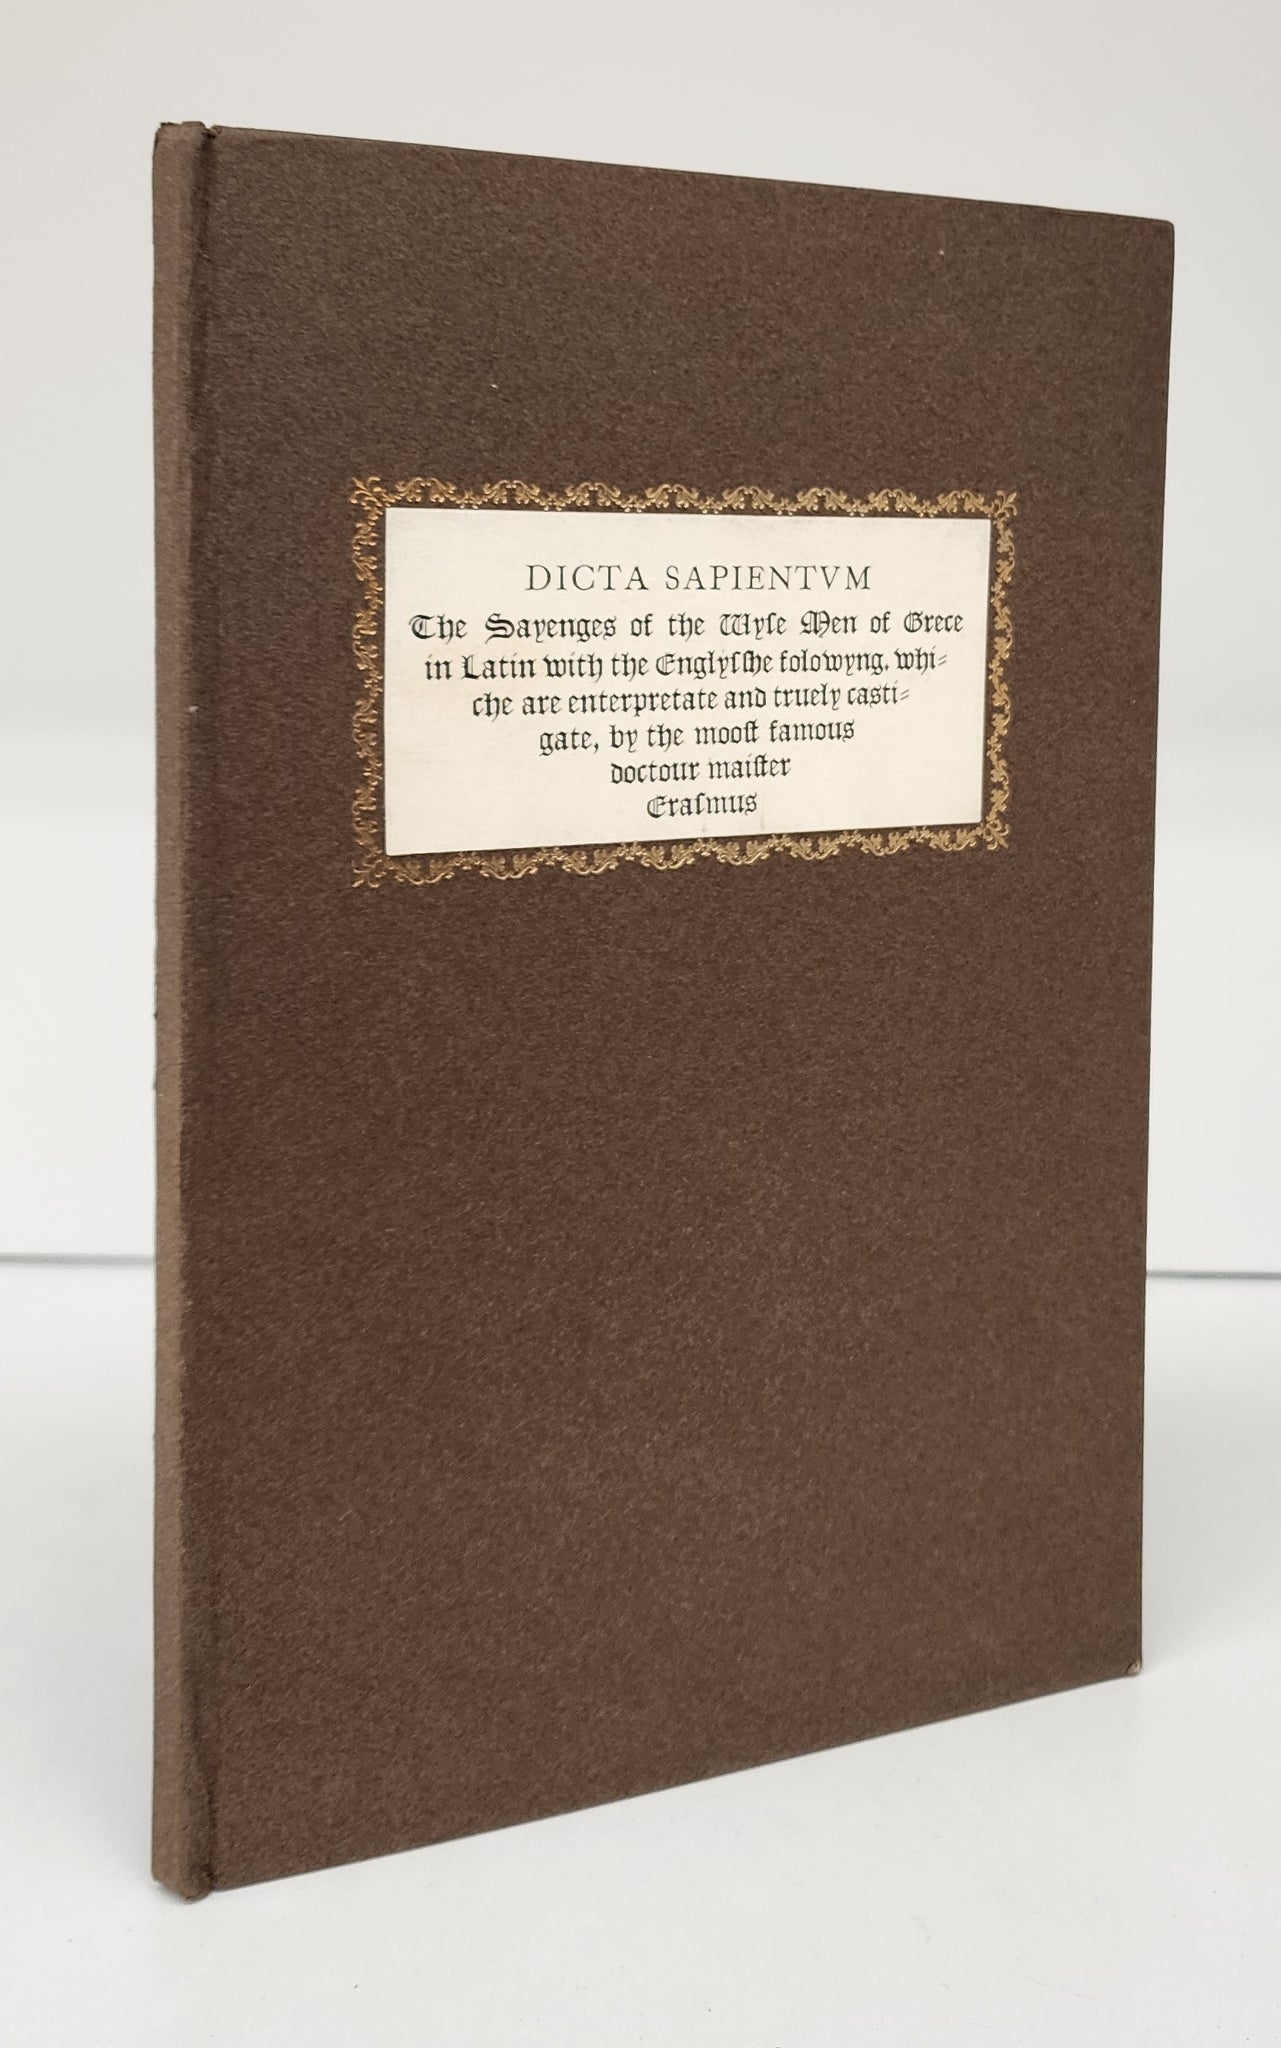 DICTA SAPIENTVM
The Sayenges of the Wyſe Men of Grece
in Latin with the Englyſſhe folowyng, whi⸗
che are enterpretate and truely casti⸗
gate, by the mooſt famous
doctour maiſter
Eraſmus